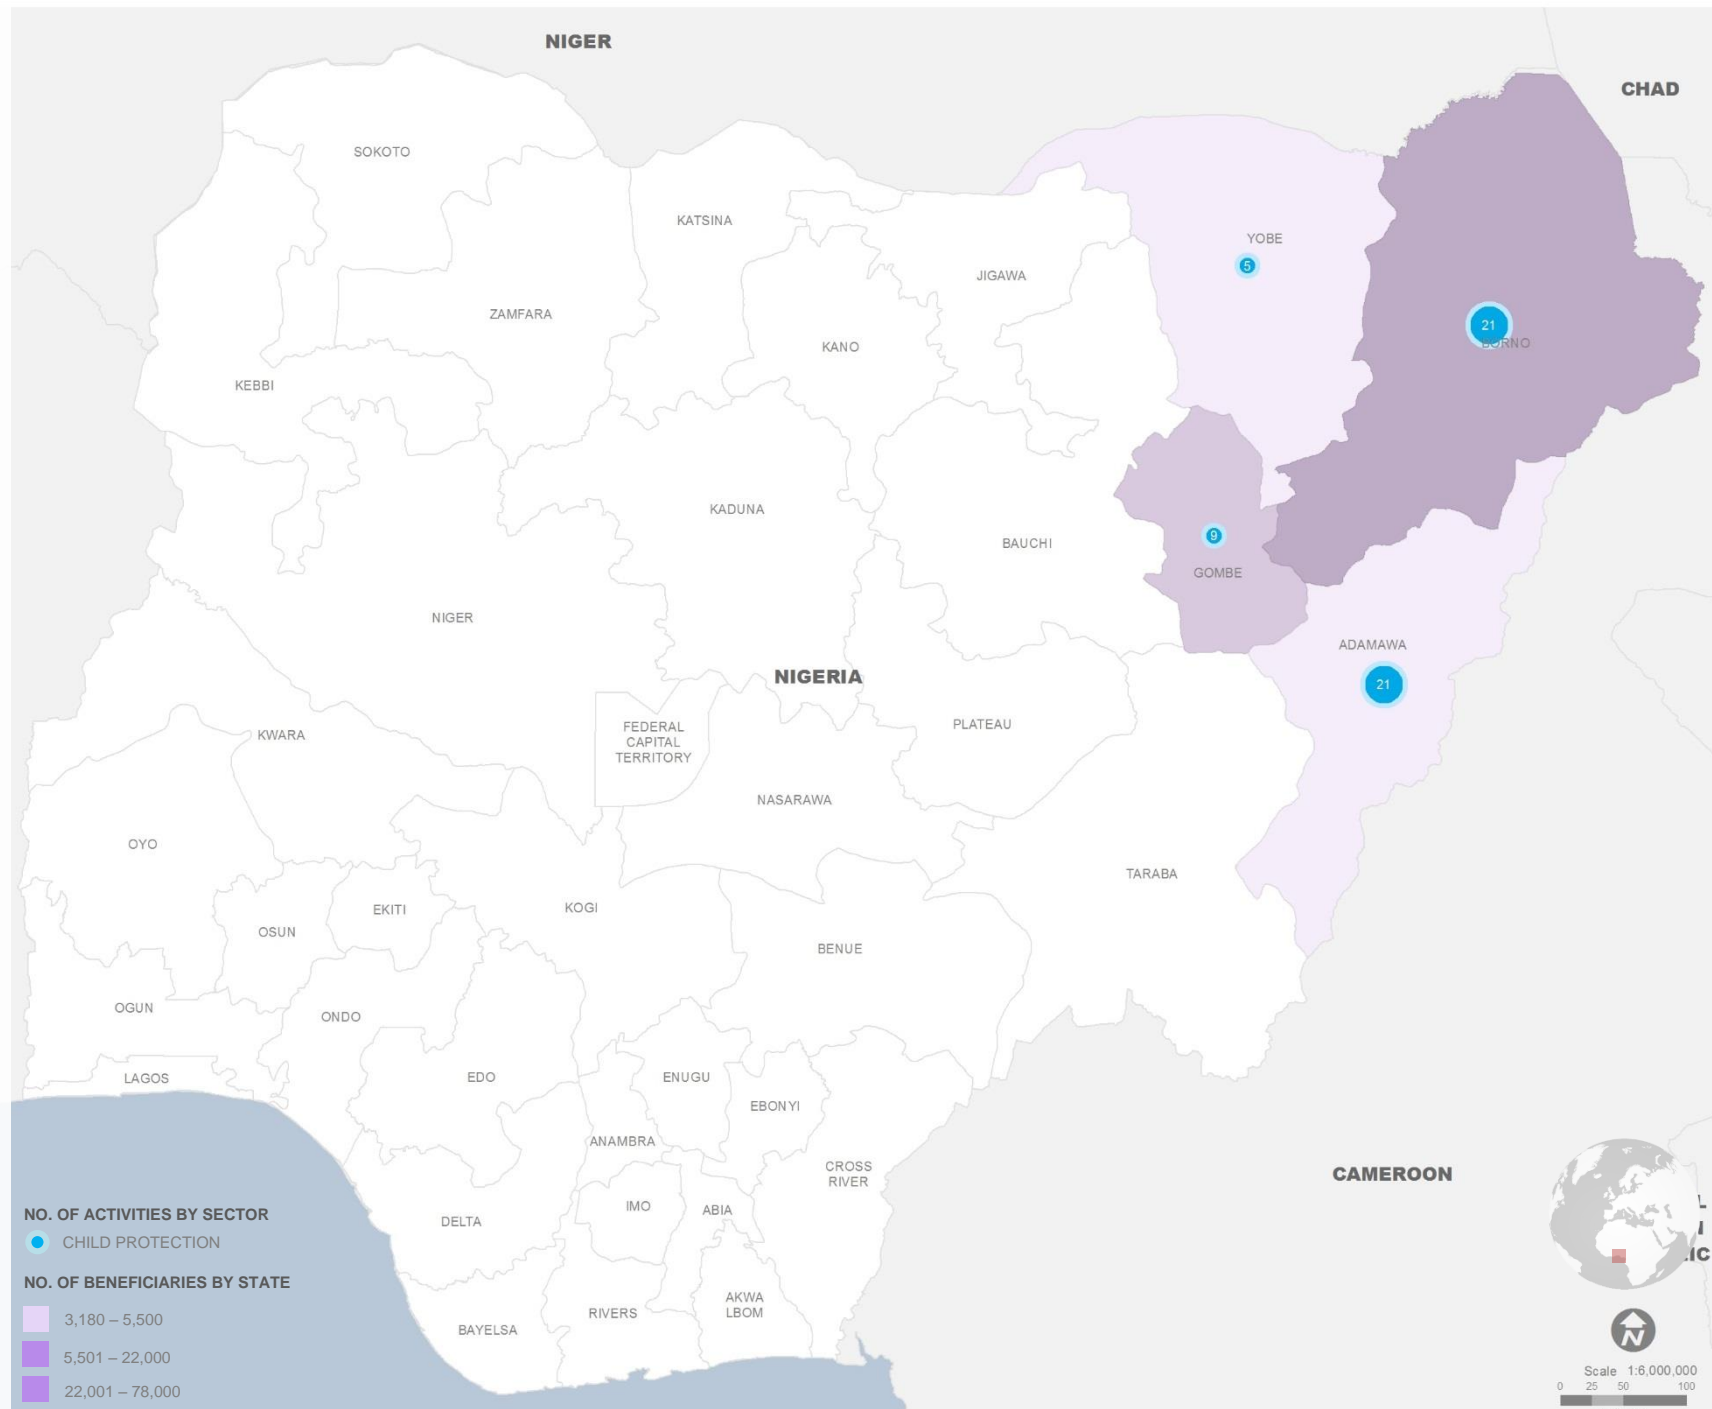 NIGER
CHAD
SOKOTO
KATSINA
YOBE
5
JIGAWA
ZAMFARA
21
BORNO
KANO
KEBBI
KADUNA
9
BAUCHI
GOMBE
NIGER
ADAMAWA
NIGERIA
21
PLATEAU
FEDERAL
CAPITAL
TERRITORY
KWARA
NASARAWA
OYO
TARABA
EKITI
KOGI
OSUN
BENUE
OGUN
ONDO
LAGOS
EDO
ENUGU
EBONYI
ANAMBRA
CROSS
RIVER
CAMEROON
IMO
ABIA
DELTA
AKWA
LBOM
RIVERS
BAYELSA
NO. OF ACTIVITIES BY SECTOR
CHILD PROTECTION
NO. OF BENEFICIARIES BY STATE
3,180 – 5,500
5,501 – 22,000
22,001 – 78,000
N
Scale 1:6,000,000
0 25 50 100